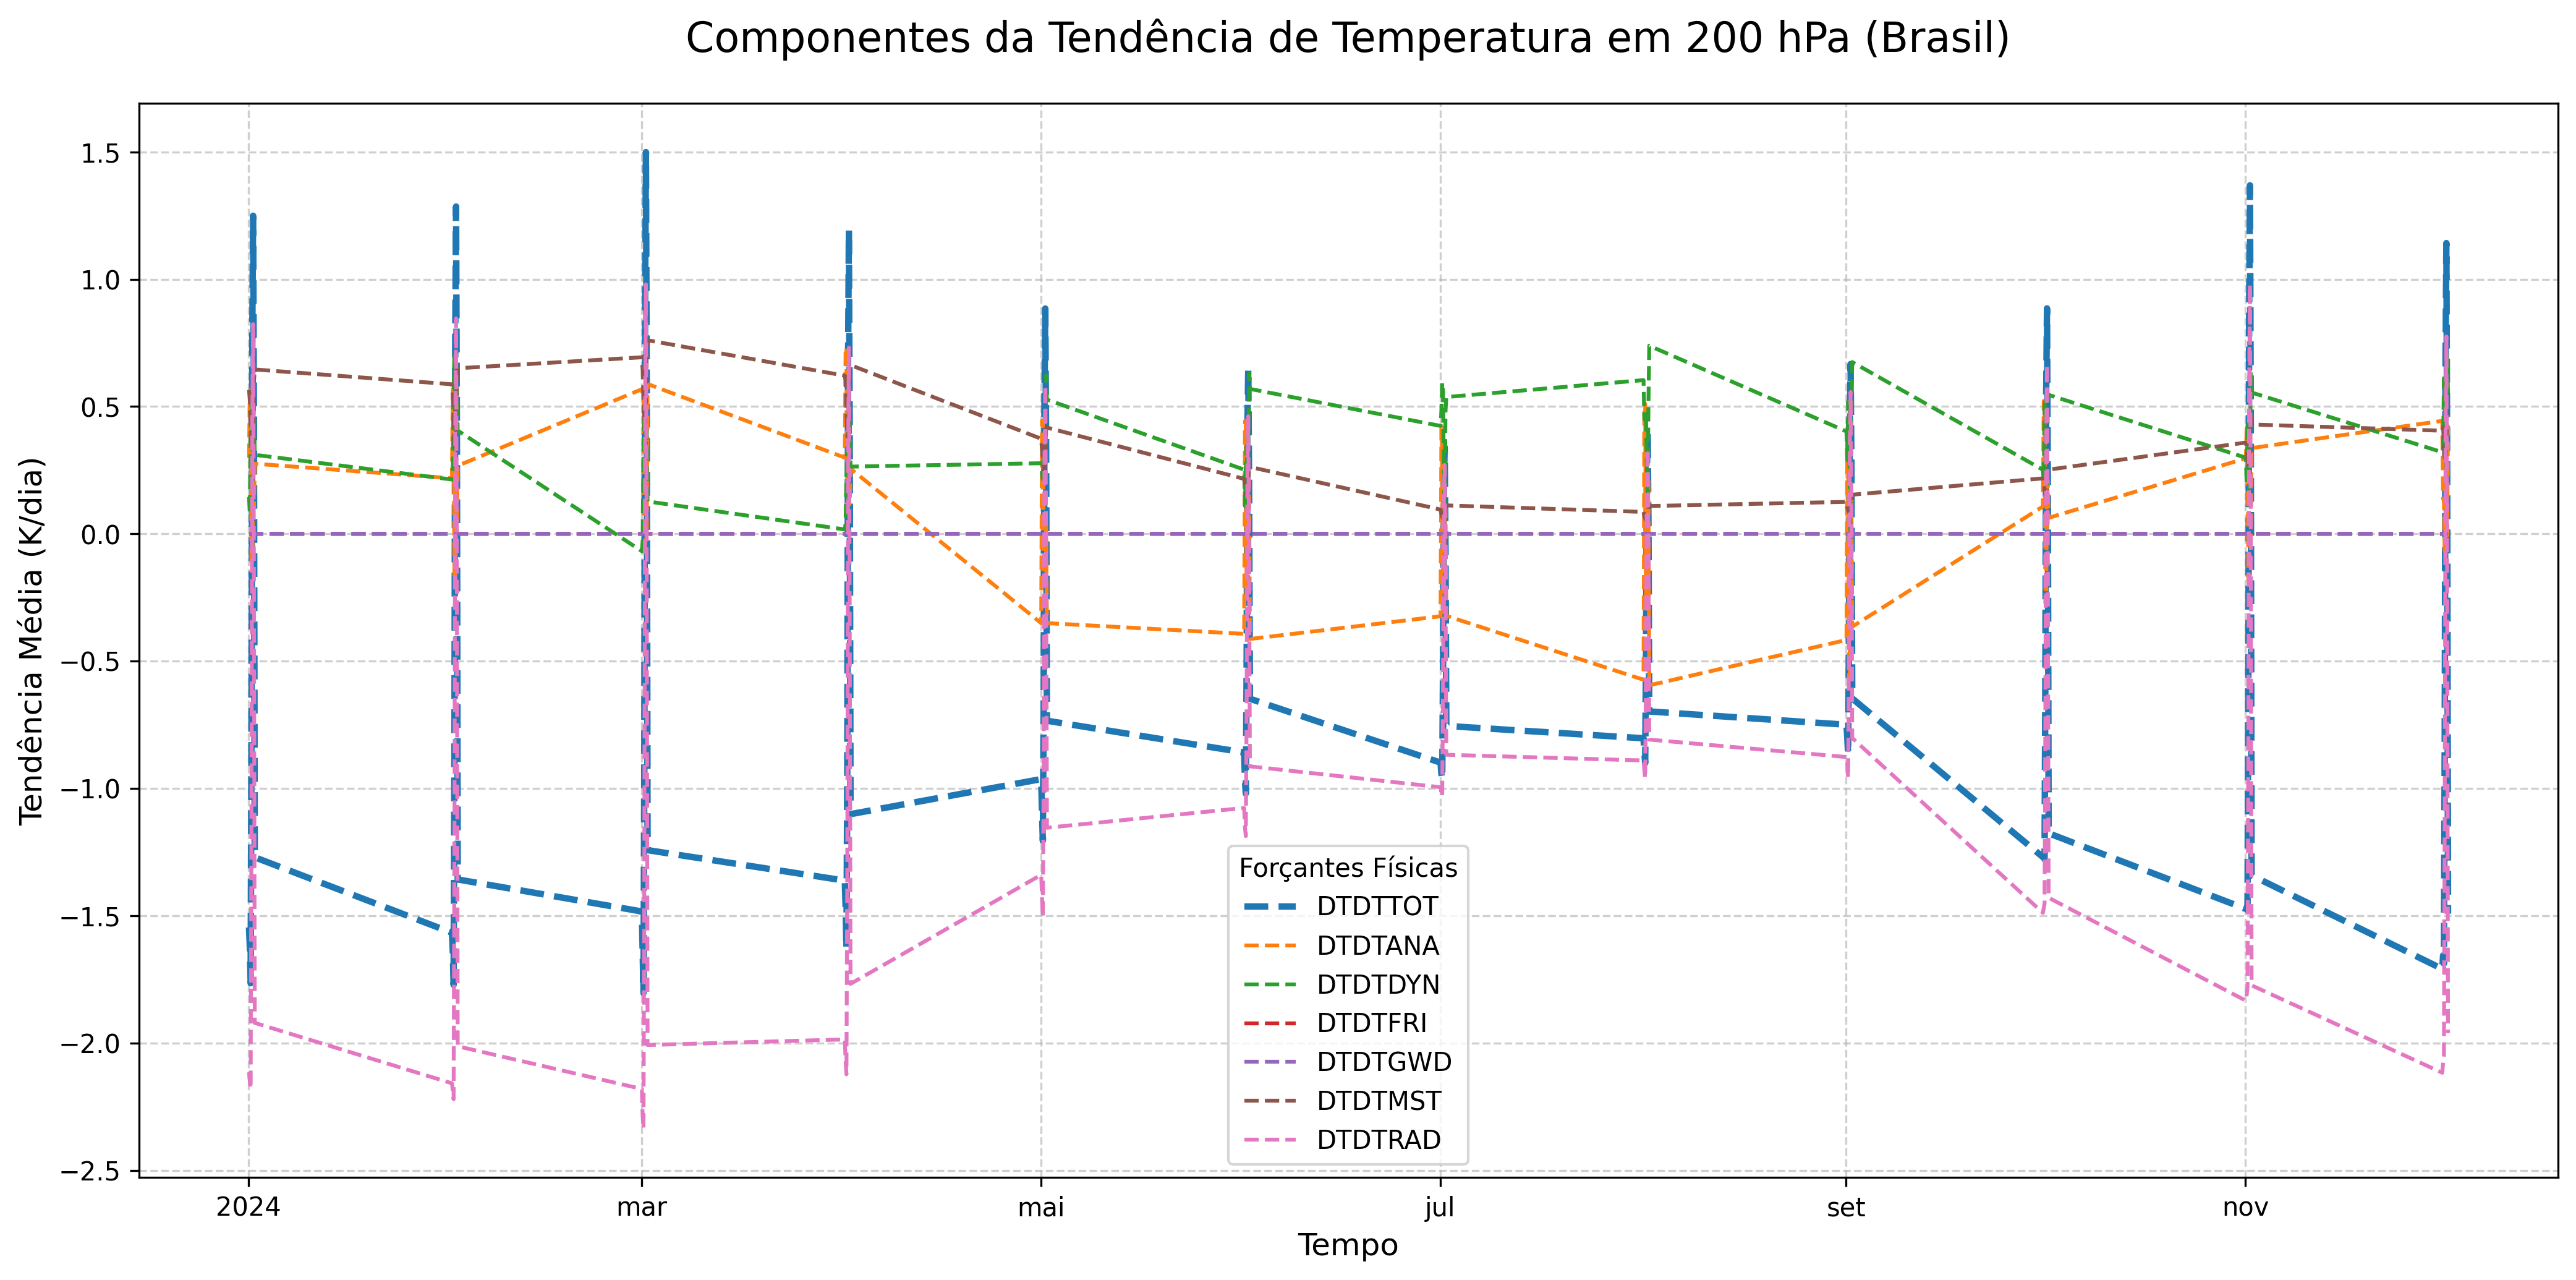 Componentes da Tendência de Temperatura em 200 hPa (Brasil)
Tendência Média (K/dia)
1.5
1.0
0.5
0.0
−0.5
−1.0
−1.5
−2.0
−2.5
Forçantes Físicas
DTDTTOT
DTDTANA
DTDTDYN
DTDTFRI
DTDTGWD
DTDTMST
DTDTRAD
2024
mar
mai
jul
set
nov
Tempo